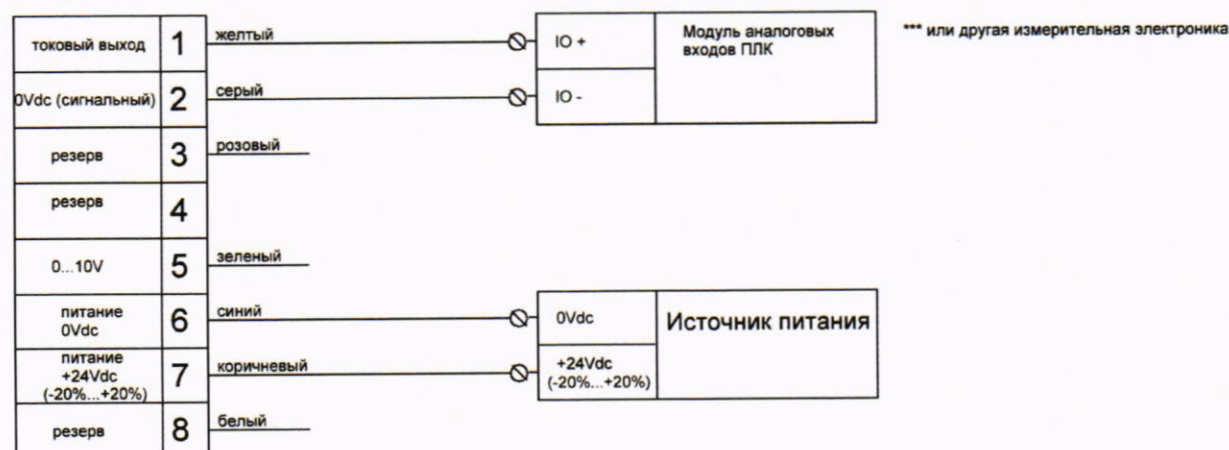 токовый выход 1 желтый IO + Модуль аналоговых
входов ПЛК *** или другая измерительная электроника
0Vdc (сигнальный) 2 серый IO -
резерв 3 розовый
резерв 4
0...10V 5 зеленый
питание
0Vdc 6 синий 0Vdc Источник питания
питание
+24Vdc
(-20%...+20%) 7 коричневый +24Vdc
(-20%...+20%)
резерв 8 белый